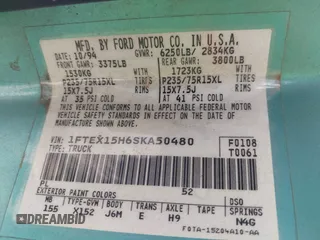 MFD. BY FORD MOTOR CO. IN U.S.A.
DATE: 10/94 GVWR: 6250LB/ 2834KG
FRONT GAWR: 3375LB REAR GAWR: 3800LB
1530KG WITH 1723KG WITH
P235/75R15XL TIRES P235/75R15XL TIRES
15X7.5J RIMS 15X7.5J RIMS
AT 35 PSI COLD AT 41 PSI COLD
THIS VEHICLE CONFORMS TO ALL APPLICABLE FEDERAL
MOTOR VEHICLE SAFETY STANDARDS IN EFFECT ON THE
DATE OF MANUFACTURE SHOWN ABOVE.
VIN: 1FTEX15H6SKA50480 F0108
TYPE: TRUCK T0061
EXTERIOR PAINT COLORS 52
WB TYPE-GVW BODY TRANS AXLE SPRINGS
155 X152 J6M E H9 N4G
F0TA-15204A10-AA
DREAMBID